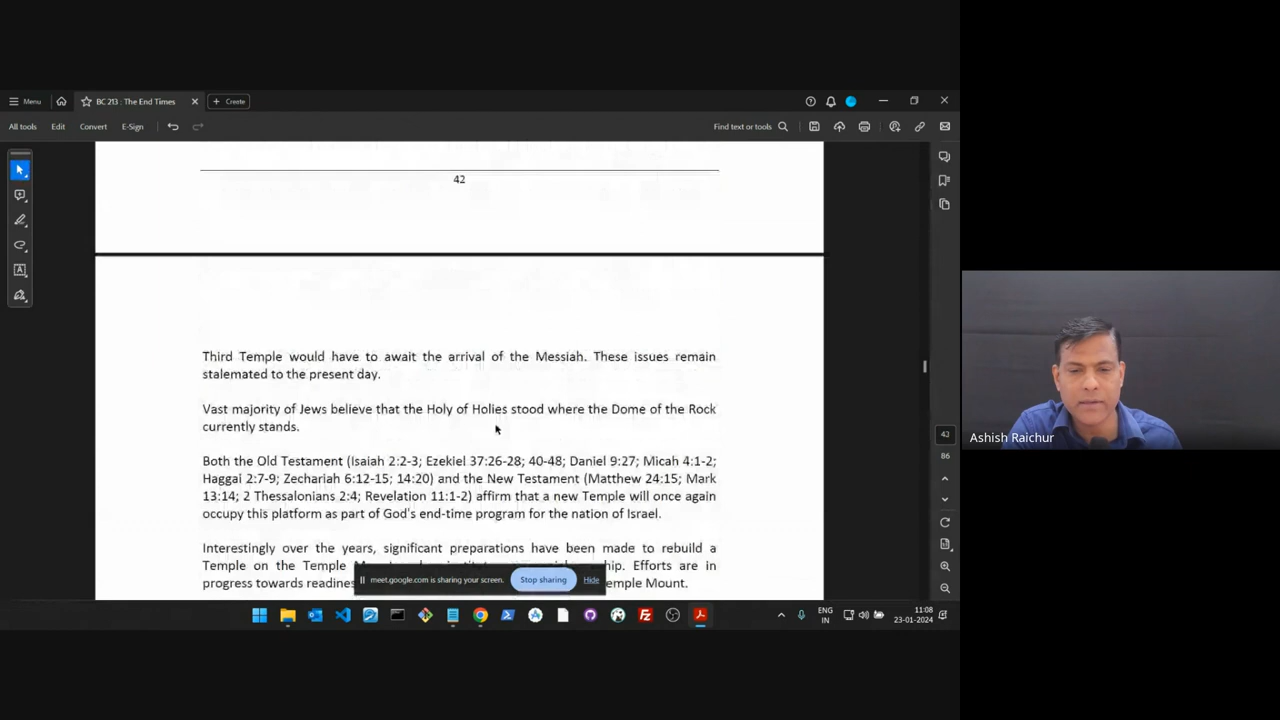 Menu
BC 213 : The End Times
Create
All tools
Edit
Convert
E-Sign
Find text or tools
42
Third Temple would have to await the arrival of the Messiah. These issues remain
stalemated to the present day.
Vast majority of Jews believe that the Holy of Holies stood where the Dome of the Rock
currently stands.
Both the Old Testament (Isaiah 2:2-3; Ezekiel 37:26-28; 40-48; Daniel 9:27; Micah 4:1-2;
Haggai 2:7-9; Zechariah 6:12-15; 14:20) and the New Testament (Matthew 24:15; Mark
13:14; 2 Thessalonians 2:4; Revelation 11:1-2) affirm that a new Temple will once again
occupy this platform as part of God's end-time program for the nation of Israel.
Interestingly over the years, significant preparations have been made to rebuild a
Temple on the Temple
Efforts are in
progress towards
emple Mount.
meet.google.com is sharing your screen.
Stop sharing
Hide
43
86
Ashish Raichur
ENG
IN
11:08
23-01-2024